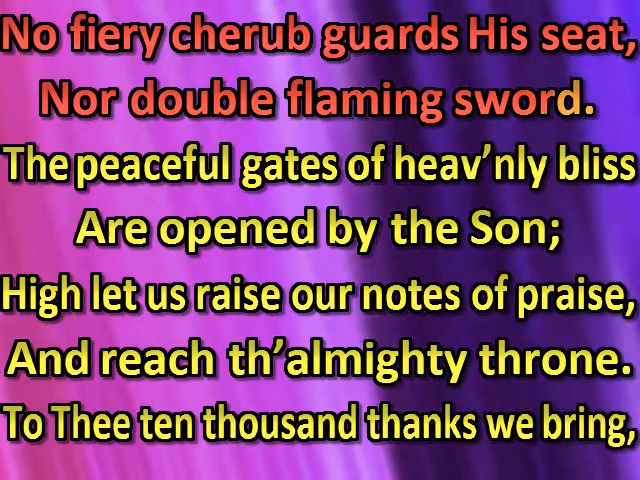 No fiery cherub guards His seat,
Nor double flaming sword.
The peaceful gates of heav’nly bliss
Are opened by the Son;
High let us raise our notes of praise,
And reach th’almighty throne.
To Thee ten thousand thanks we bring,